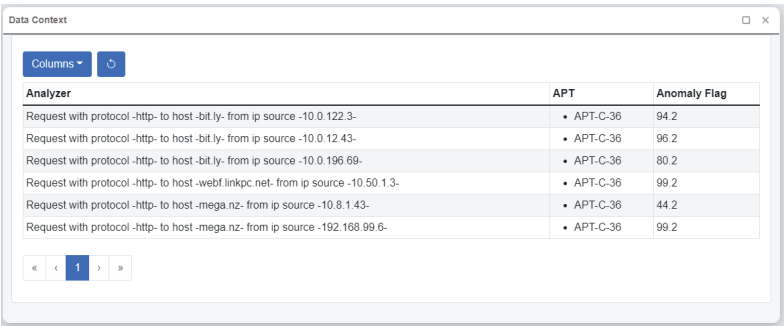 Data Context
Columns
Analyzer APT Anomaly Flag
Request with protocol -http- to host -bit.ly- from ip source -10.0.122.3- • APT-C-36 94.2
Request with protocol -http- to host -bit.ly- from ip source -10.0.12.43- • APT-C-36 96.2
Request with protocol -http- to host -bit.ly- from ip source -10.0.196.69- • APT-C-36 80.2
Request with protocol -http- to host -webf.linkpc.net- from ip source -10.50.1.3- • APT-C-36 99.2
Request with protocol -http- to host -mega.nz- from ip source -10.8.1.43- • APT-C-36 44.2
Request with protocol -http- to host -mega.nz- from ip source -192.168.99.6- • APT-C-36 99.2
« ‹ 1 › »